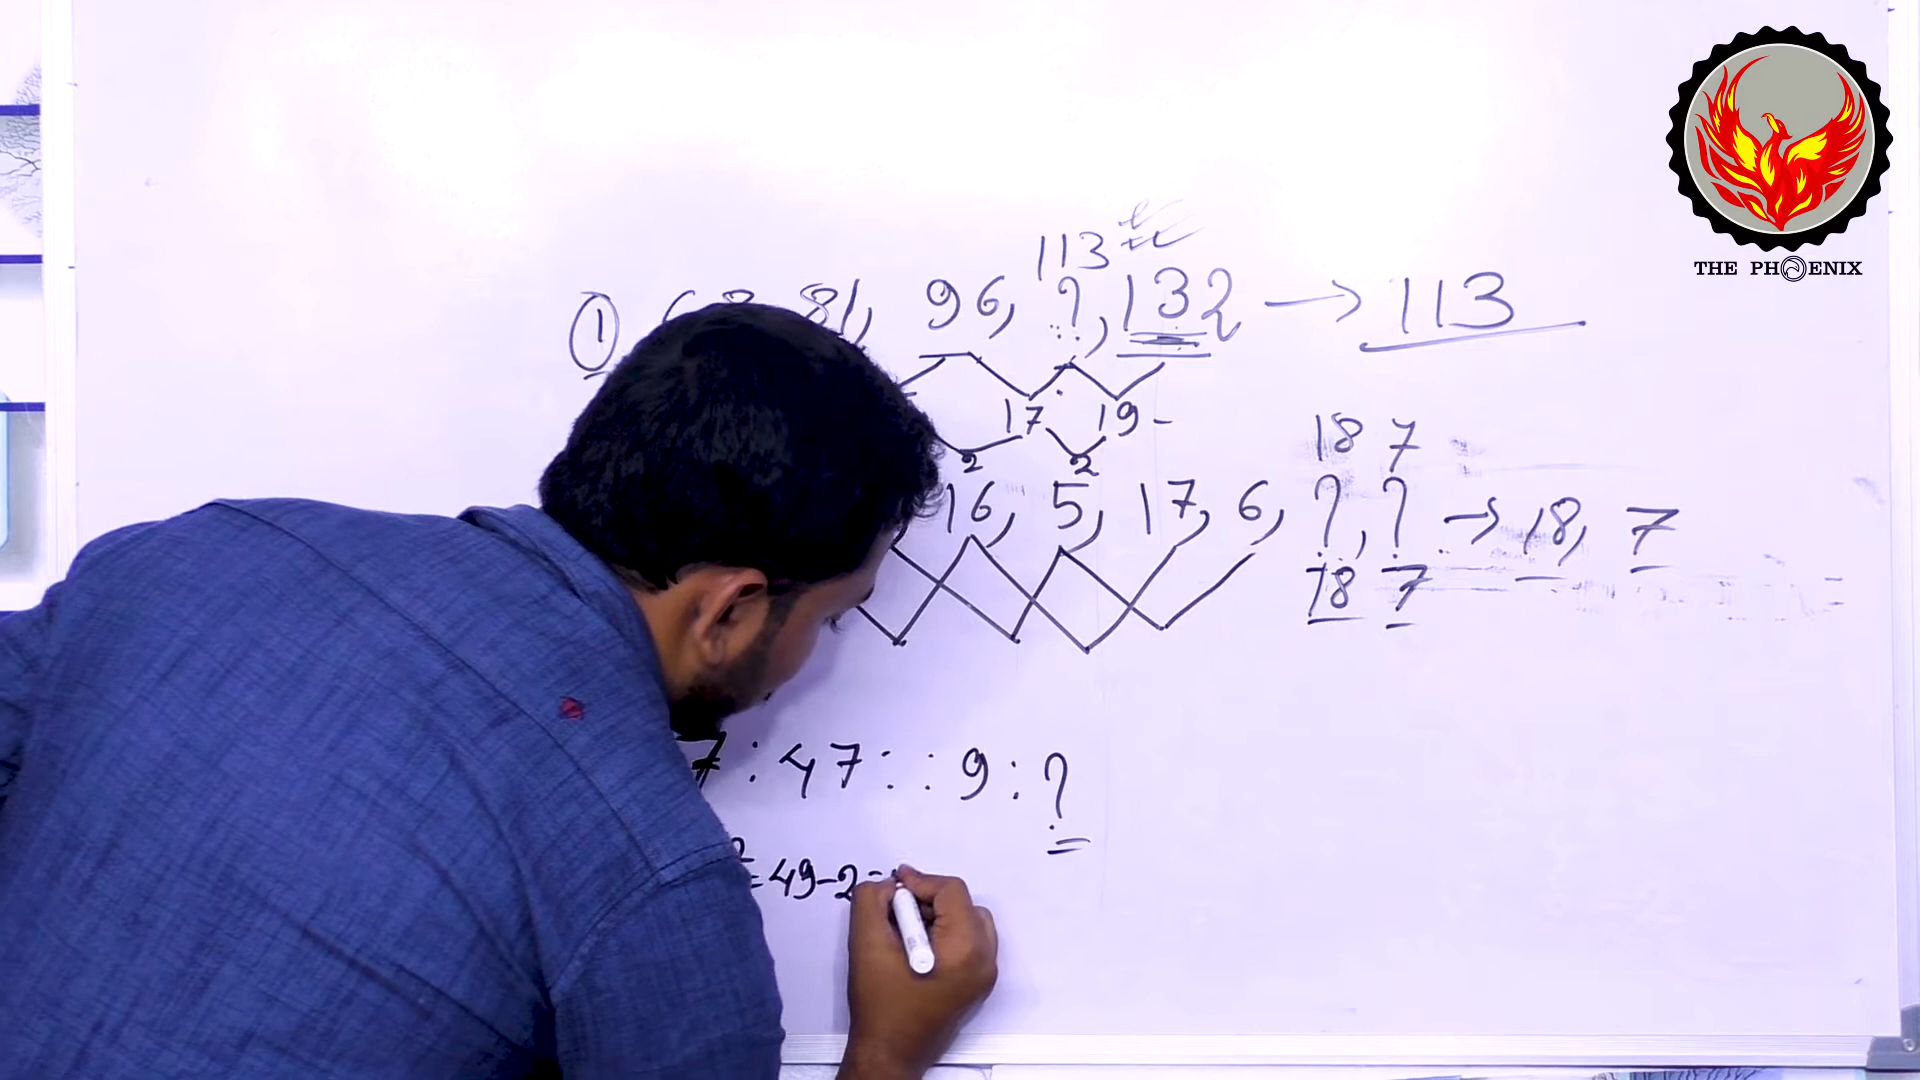 THE PHOENIX
113
① 68, 81, 96, ?, 132 → 113
17 19 -
2 2
18 7
16, 5, 17, 6, ?, ? → 18, 7
18 7
7 : 47 : : 9 : ?
2
= 49 - 2 =